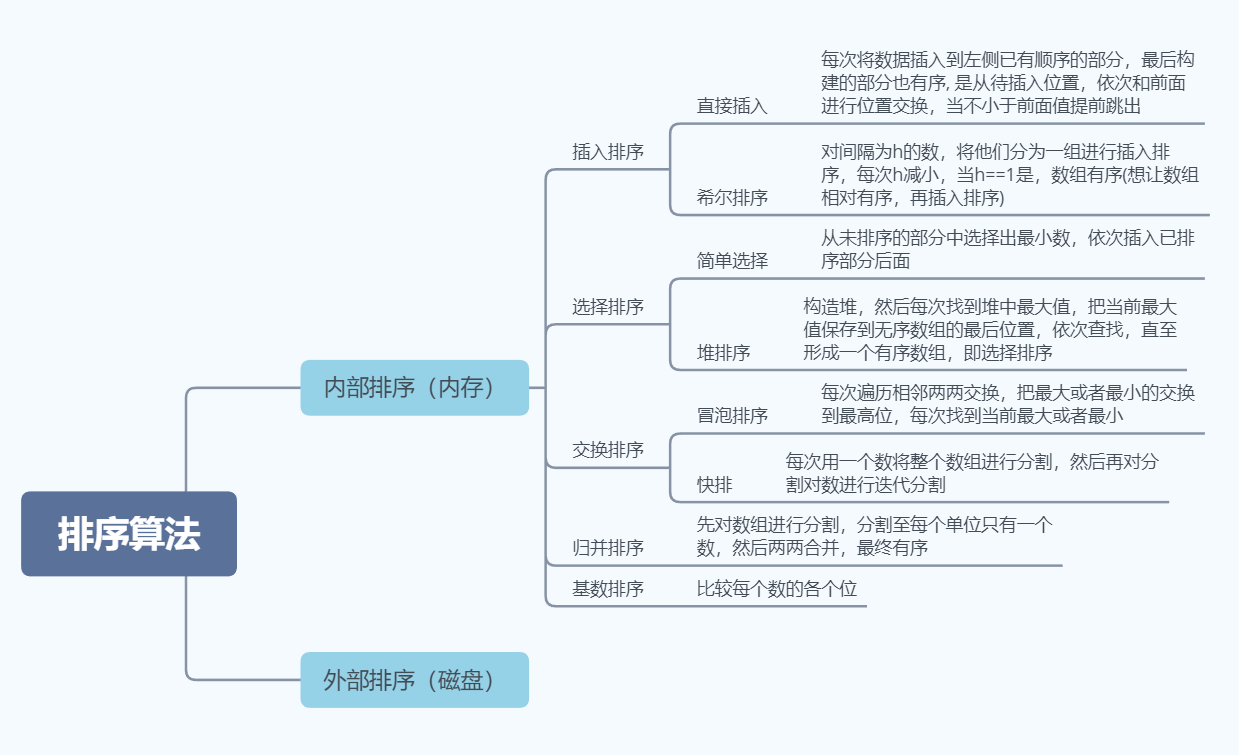 排序算法
内部排序（内存）
插入排序
直接插入
每次将数据插入到左侧已有顺序的部分，最后构
建的部分也有序, 是从待插入位置，依次和前面
进行位置交换，当不小于前面值提前跳出
希尔排序
对间隔为h的数，将他们分为一组进行插入排
序，每次h减小，当h==1是，数组有序(想让数组
相对有序，再插入排序)
选择排序
简单选择
从未排序的部分中选择出最小数，依次插入已排
序部分后面
堆排序
构造堆，然后每次找到堆中最大值，把当前最大
值保存到无序数组的最后位置，依次查找，直至
形成一个有序数组，即选择排序
交换排序
冒泡排序
每次遍历相邻两两交换，把最大或者最小的交换
到最高位，每次找到当前最大或者最小
快排
每次用一个数将整个数组进行分割，然后再对分
割对数进行迭代分割
归并排序
先对数组进行分割，分割至每个单位只有一个
数，然后两两合并，最终有序
基数排序
比较每个数的各个位
外部排序（磁盘）